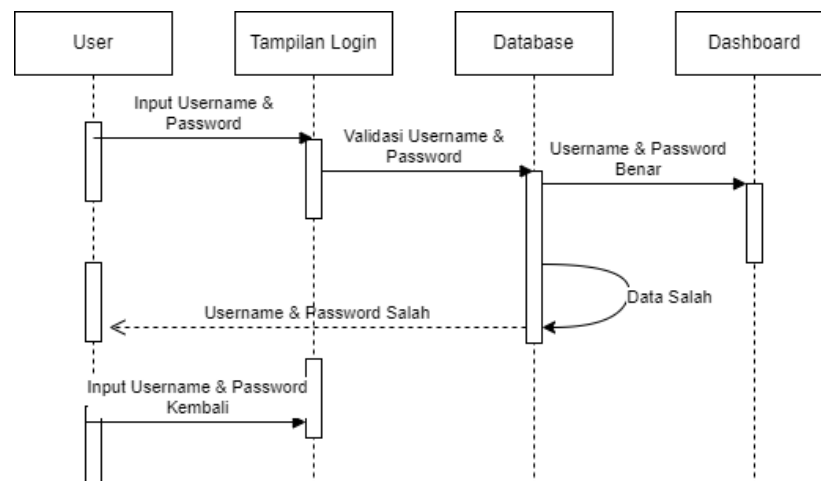 User
Tampilan Login
Database
Dashboard
Input Username &
Password
Validasi Username &
Password
Username & Password
Benar
Data Salah
Username & Password Salah
Input Username & Password
Kembali